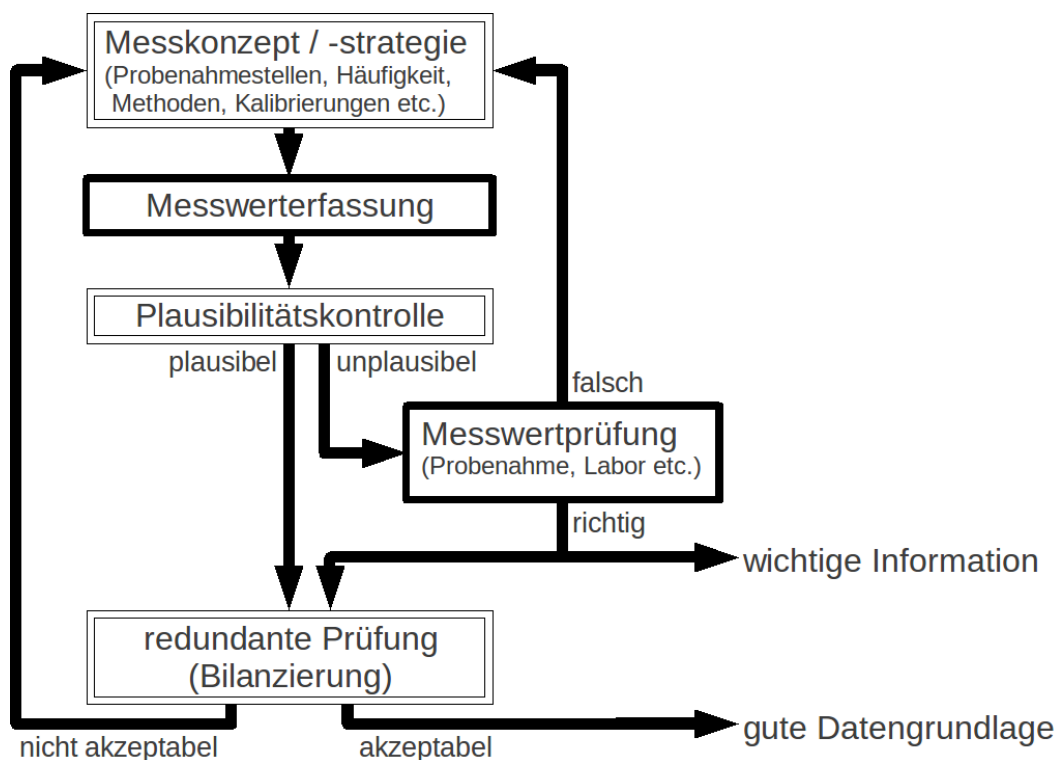 Messkonzept / -strategie
(Probenahmestellen, Häufigkeit,
Methoden, Kalibrierungen etc.)
Messwerterfassung
Plausibilitätskontrolle
plausibel
unplausibel
falsch
Messwertprüfung
(Probenahme, Labor etc.)
richtig
wichtige Information
redundante Prüfung
(Bilanzierung)
gute Datengrundlage
nicht akzeptabel
akzeptabel